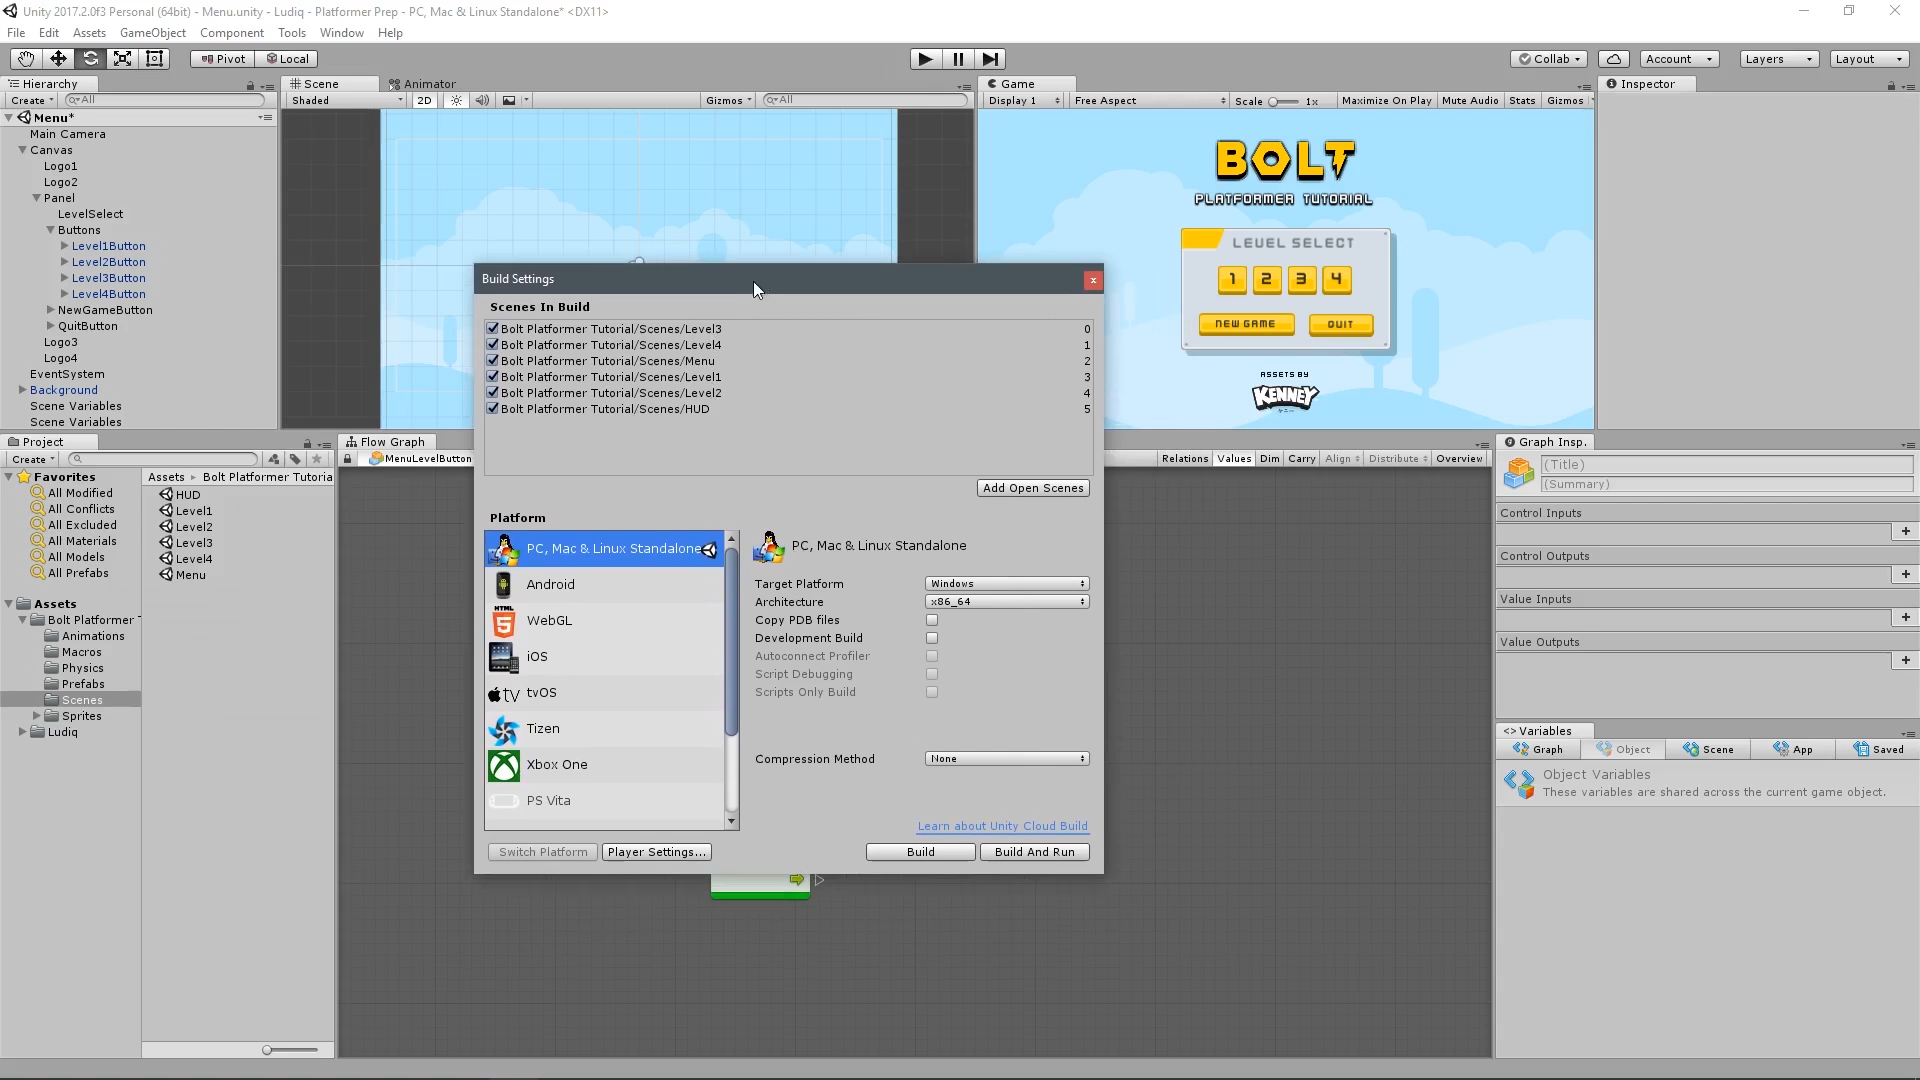 Unity 2017.2.0f3 Personal (64bit) - Menu.unity - Ludiq - Platformer Prep - PC, Mac & Linux Standalone* <DX11>
File Edit Assets GameObject Component Tools Window Help
Pivot Local
Collab Account Layers Layout
Hierarchy
Create All
Menu*
Main Camera
Canvas
Logo1
Logo2
Panel
LevelSelect
Buttons
Level1Button
Level2Button
Level3Button
Level4Button
NewGameButton
QuitButton
Logo3
Logo4
EventSystem
Background
Scene Variables
Scene Variables
Scene Animator
Shaded 2D Gizmos All
Game
Display 1 Free Aspect Scale 1x Maximize On Play Mute Audio Stats Gizmos
BOLT
PLATFORMER TUTORIAL
LEVEL SELECT
1 2 3 4
NEW GAME QUIT
ASSETS BY
KENNEY
Inspector
Project
Create
Favorites
All Modified
All Conflicts
All Excluded
All Materials
All Models
All Prefabs
Assets
Bolt Platformer T
Animations
Macros
Physics
Prefabs
Scenes
Sprites
Ludiq
Assets Bolt Platformer Tutoria
HUD
Level1
Level2
Level3
Level4
Menu
Flow Graph
MenuLevelButton
Relations Values Dim Carry Align Distribute Overview
Build Settings
x
Scenes In Build
Bolt Platformer Tutorial/Scenes/Level3 0
Bolt Platformer Tutorial/Scenes/Level4 1
Bolt Platformer Tutorial/Scenes/Menu 2
Bolt Platformer Tutorial/Scenes/Level1 3
Bolt Platformer Tutorial/Scenes/Level2 4
Bolt Platformer Tutorial/Scenes/HUD 5
Add Open Scenes
Platform
PC, Mac & Linux Standalone
Android
HTML
5
WebGL
iOS
tv tvOS
Tizen
Xbox One
PS Vita
PC, Mac & Linux Standalone
Target Platform Windows
Architecture x86_64
Copy PDB files
Development Build
Autoconnect Profiler
Script Debugging
Scripts Only Build
Compression Method None
Learn about Unity Cloud Build
Switch Platform Player Settings... Build Build And Run
Graph Insp.
(Title)
(Summary)
Control Inputs
+
Control Outputs
+
Value Inputs
+
Value Outputs
+
<> Variables
Graph Object Scene App Saved
Object Variables
These variables are shared across the current game object.